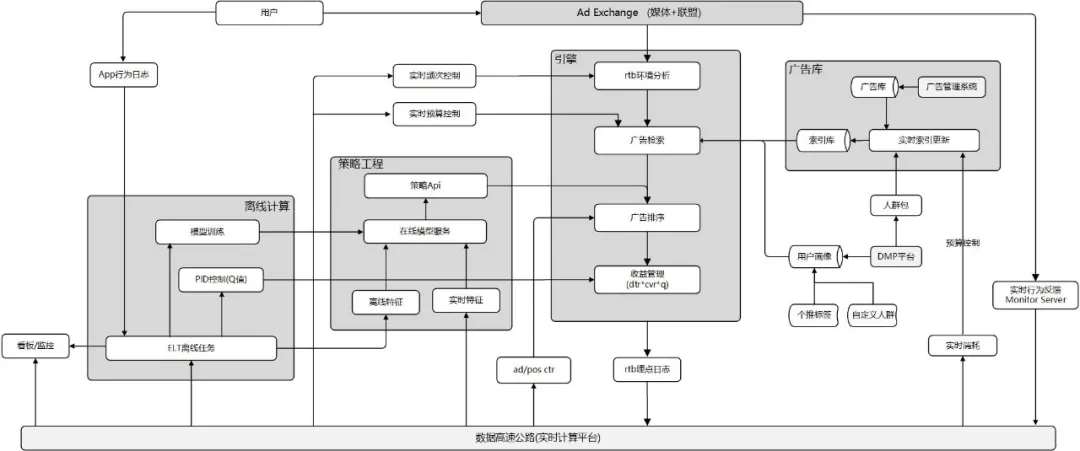 用户
Ad Exchange (媒体+联盟)
App行为日志
引擎
实时频次控制
rtb环境分析
实时预算控制
广告检索
广告库
广告库
广告管理系统
索引库
实时索引更新
策略工程
策略Api
在线模型服务
离线特征
实时特征
广告排序
收益管理
(dtr*cvr*q)
人群包
预算控制
用户画像
DMP平台
个推标签
自定义人群
实时行为反馈
Monitor Server
离线计算
模型训练
PID控制(Q值)
ELT离线任务
看板/监控
ad/pos ctr
rtb埋点日志
实时消耗
数据高速公路(实时计算平台)